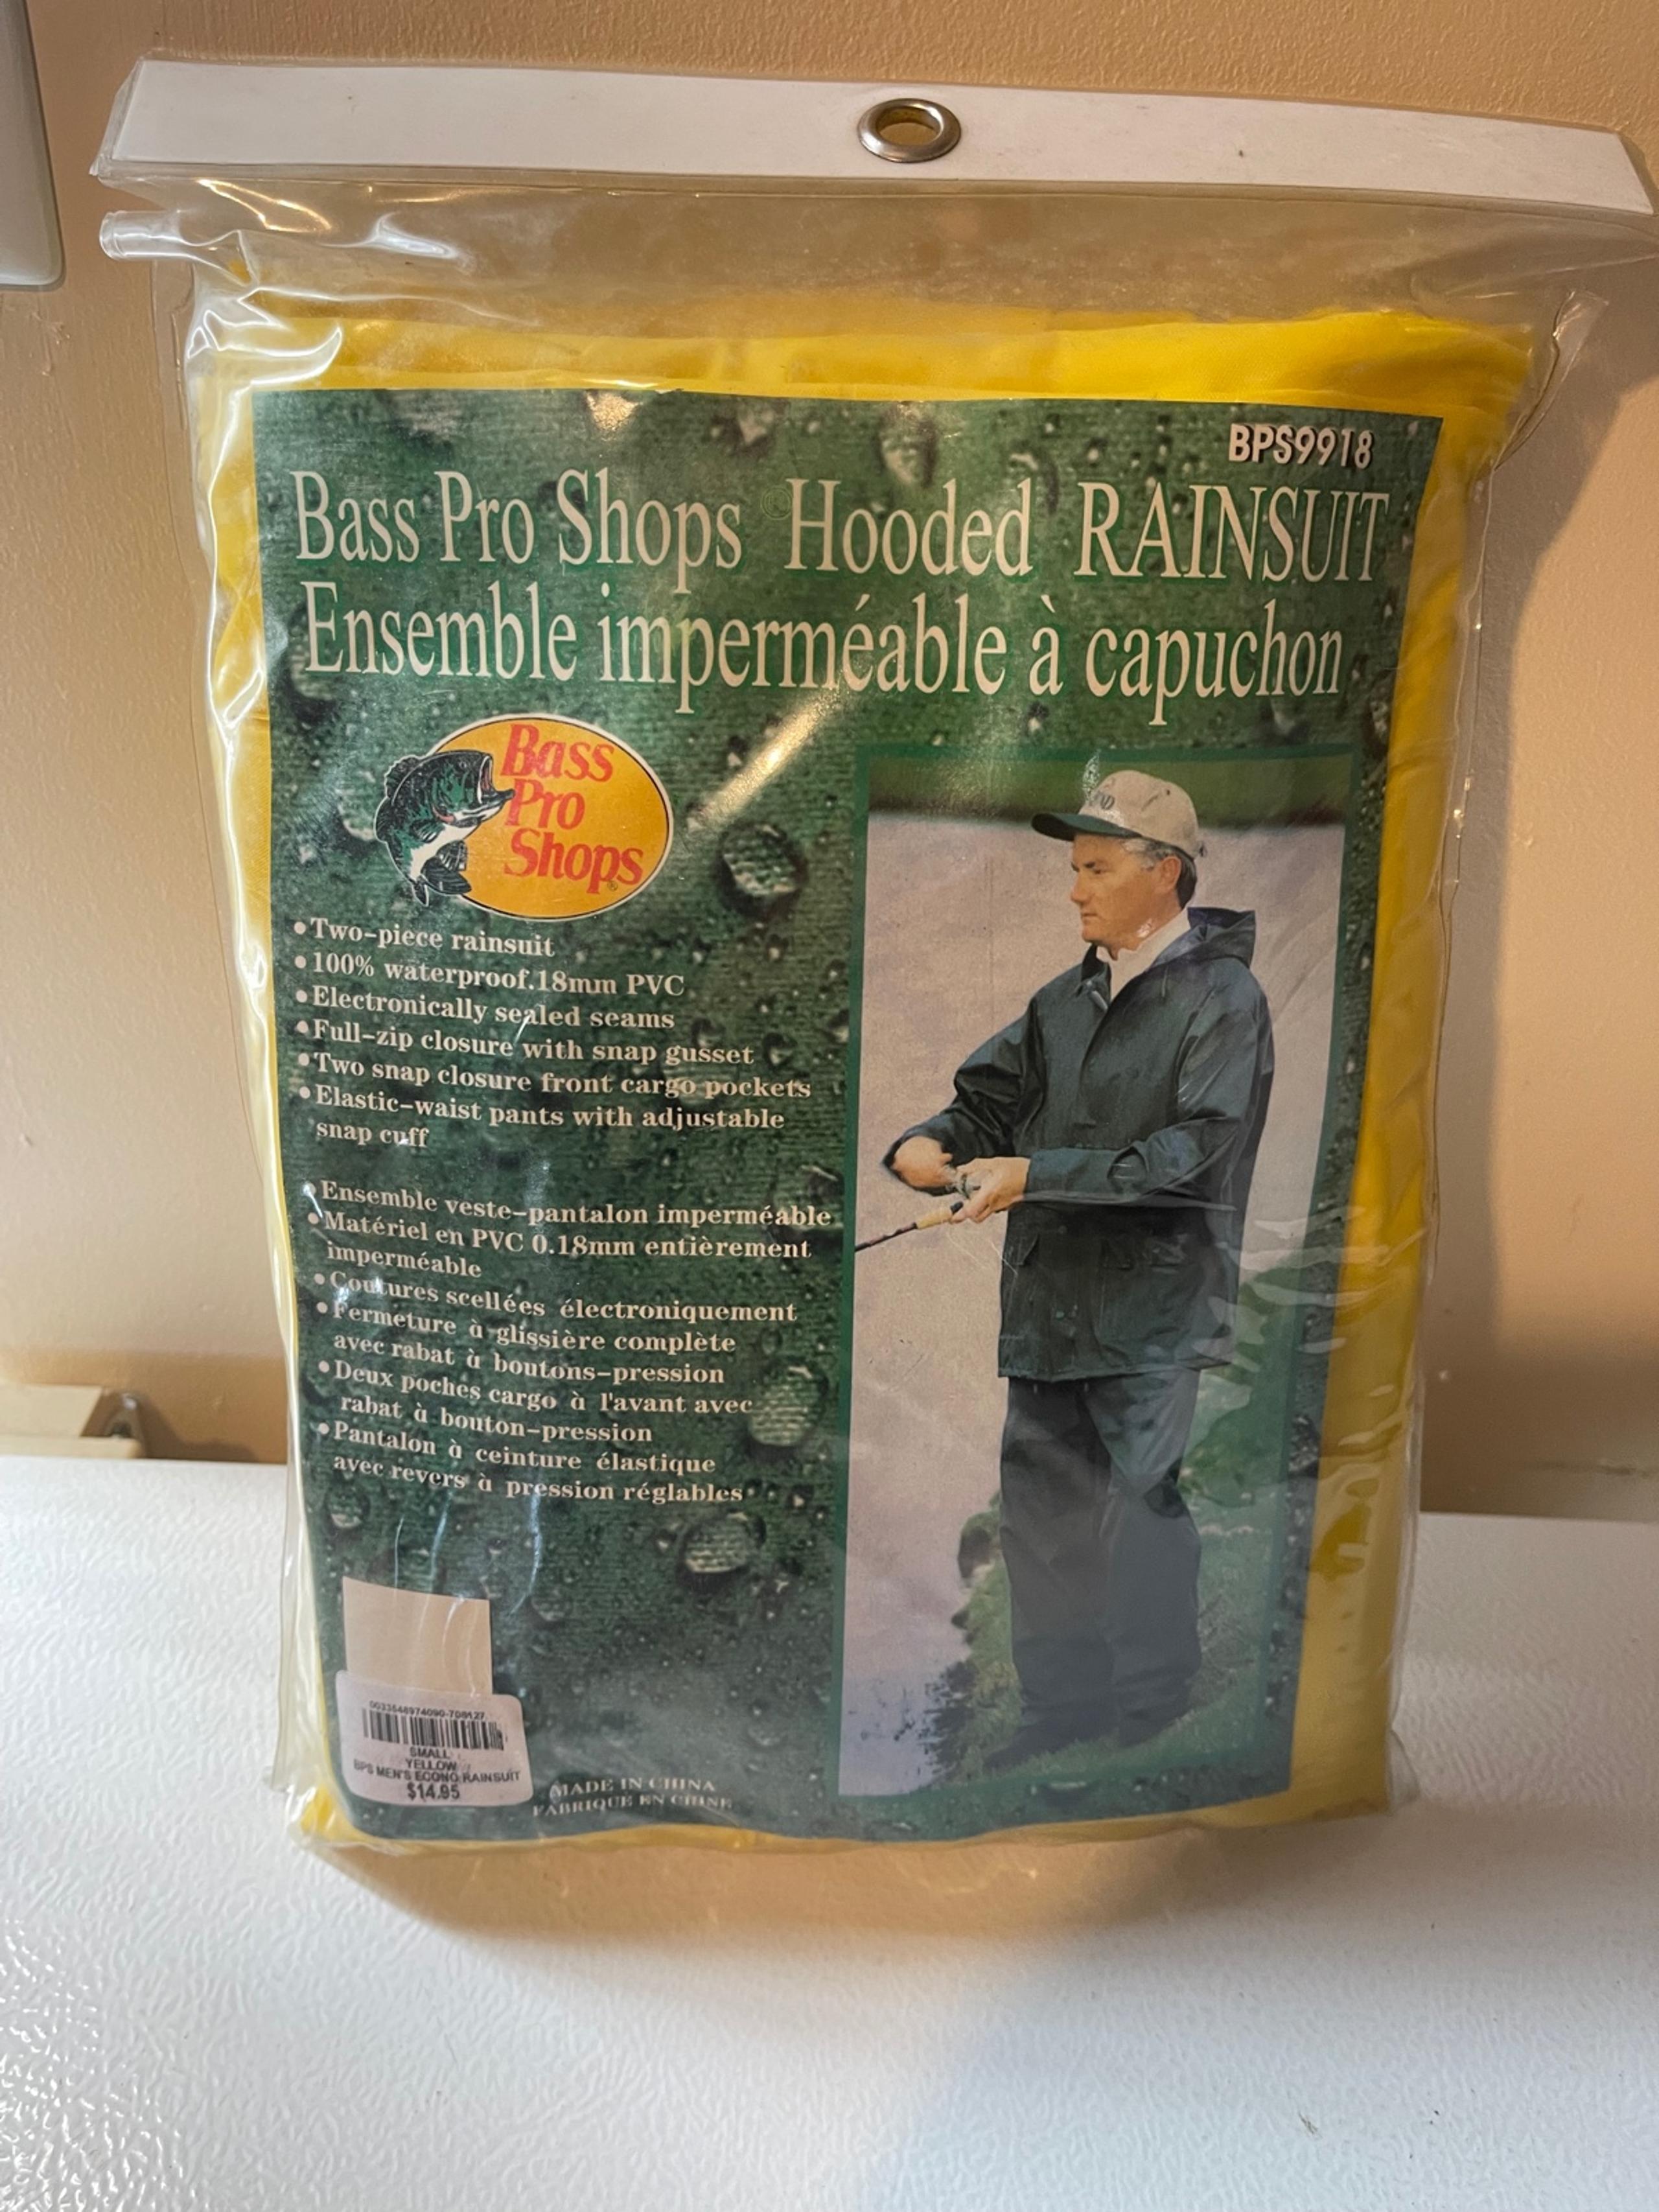 BPS9918
Bass Pro Shops Hooded RAINSUIT
Ensemble imperméable à capuchon
Bass
Pro
Shops®
•Two-piece rainsuit
•100% waterproof.18mm PVC
•Electronically sealed seams
•Full-zip closure with snap gusset
•Two snap closure front cargo pockets
•Elastic-waist pants with adjustable
snap cuff
•Ensemble veste-pantalon imperméable
•Matériel en PVC 0.18mm entièrement
imperméable
•Coutures scellées électroniquement
•Fermeture à glissière complète
avec rabat à boutons-pression
•Deux poches cargo à l'avant avec
rabat à bouton-pression
•Pantalon à ceinture élastique
avec revers à pression réglables
SMALL
YELLOW
BPS MEN'S ECONO RAINSUIT
$14.95
MADE IN CHINA
FABRIQUE EN CHINE